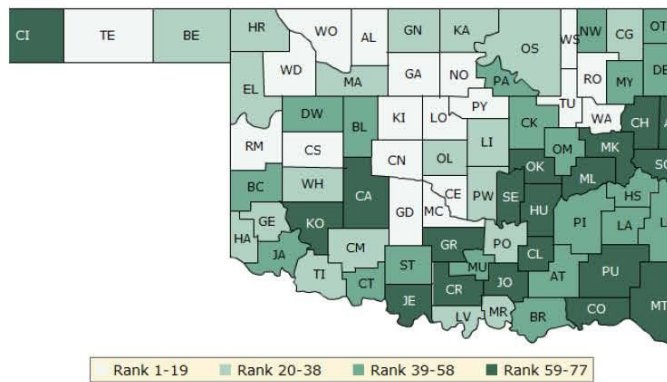 CI TE BE HR WO AL GN KA OS WS NW CG OT
WD MA GA NO PA RO MY DE
EL DW BL KI LO PY TU WA CH
RM CS CN OL LI CK OM MK
BC WH CA CE PW SE OK ML
KO GD MC HU HS
HA GE JA CM GR PO CL PI LA
TI CT ST MU JO AT PU
JE CR MR BR CO MT
LV
Rank 1-19 Rank 20-38 Rank 39-58 Rank 59-77